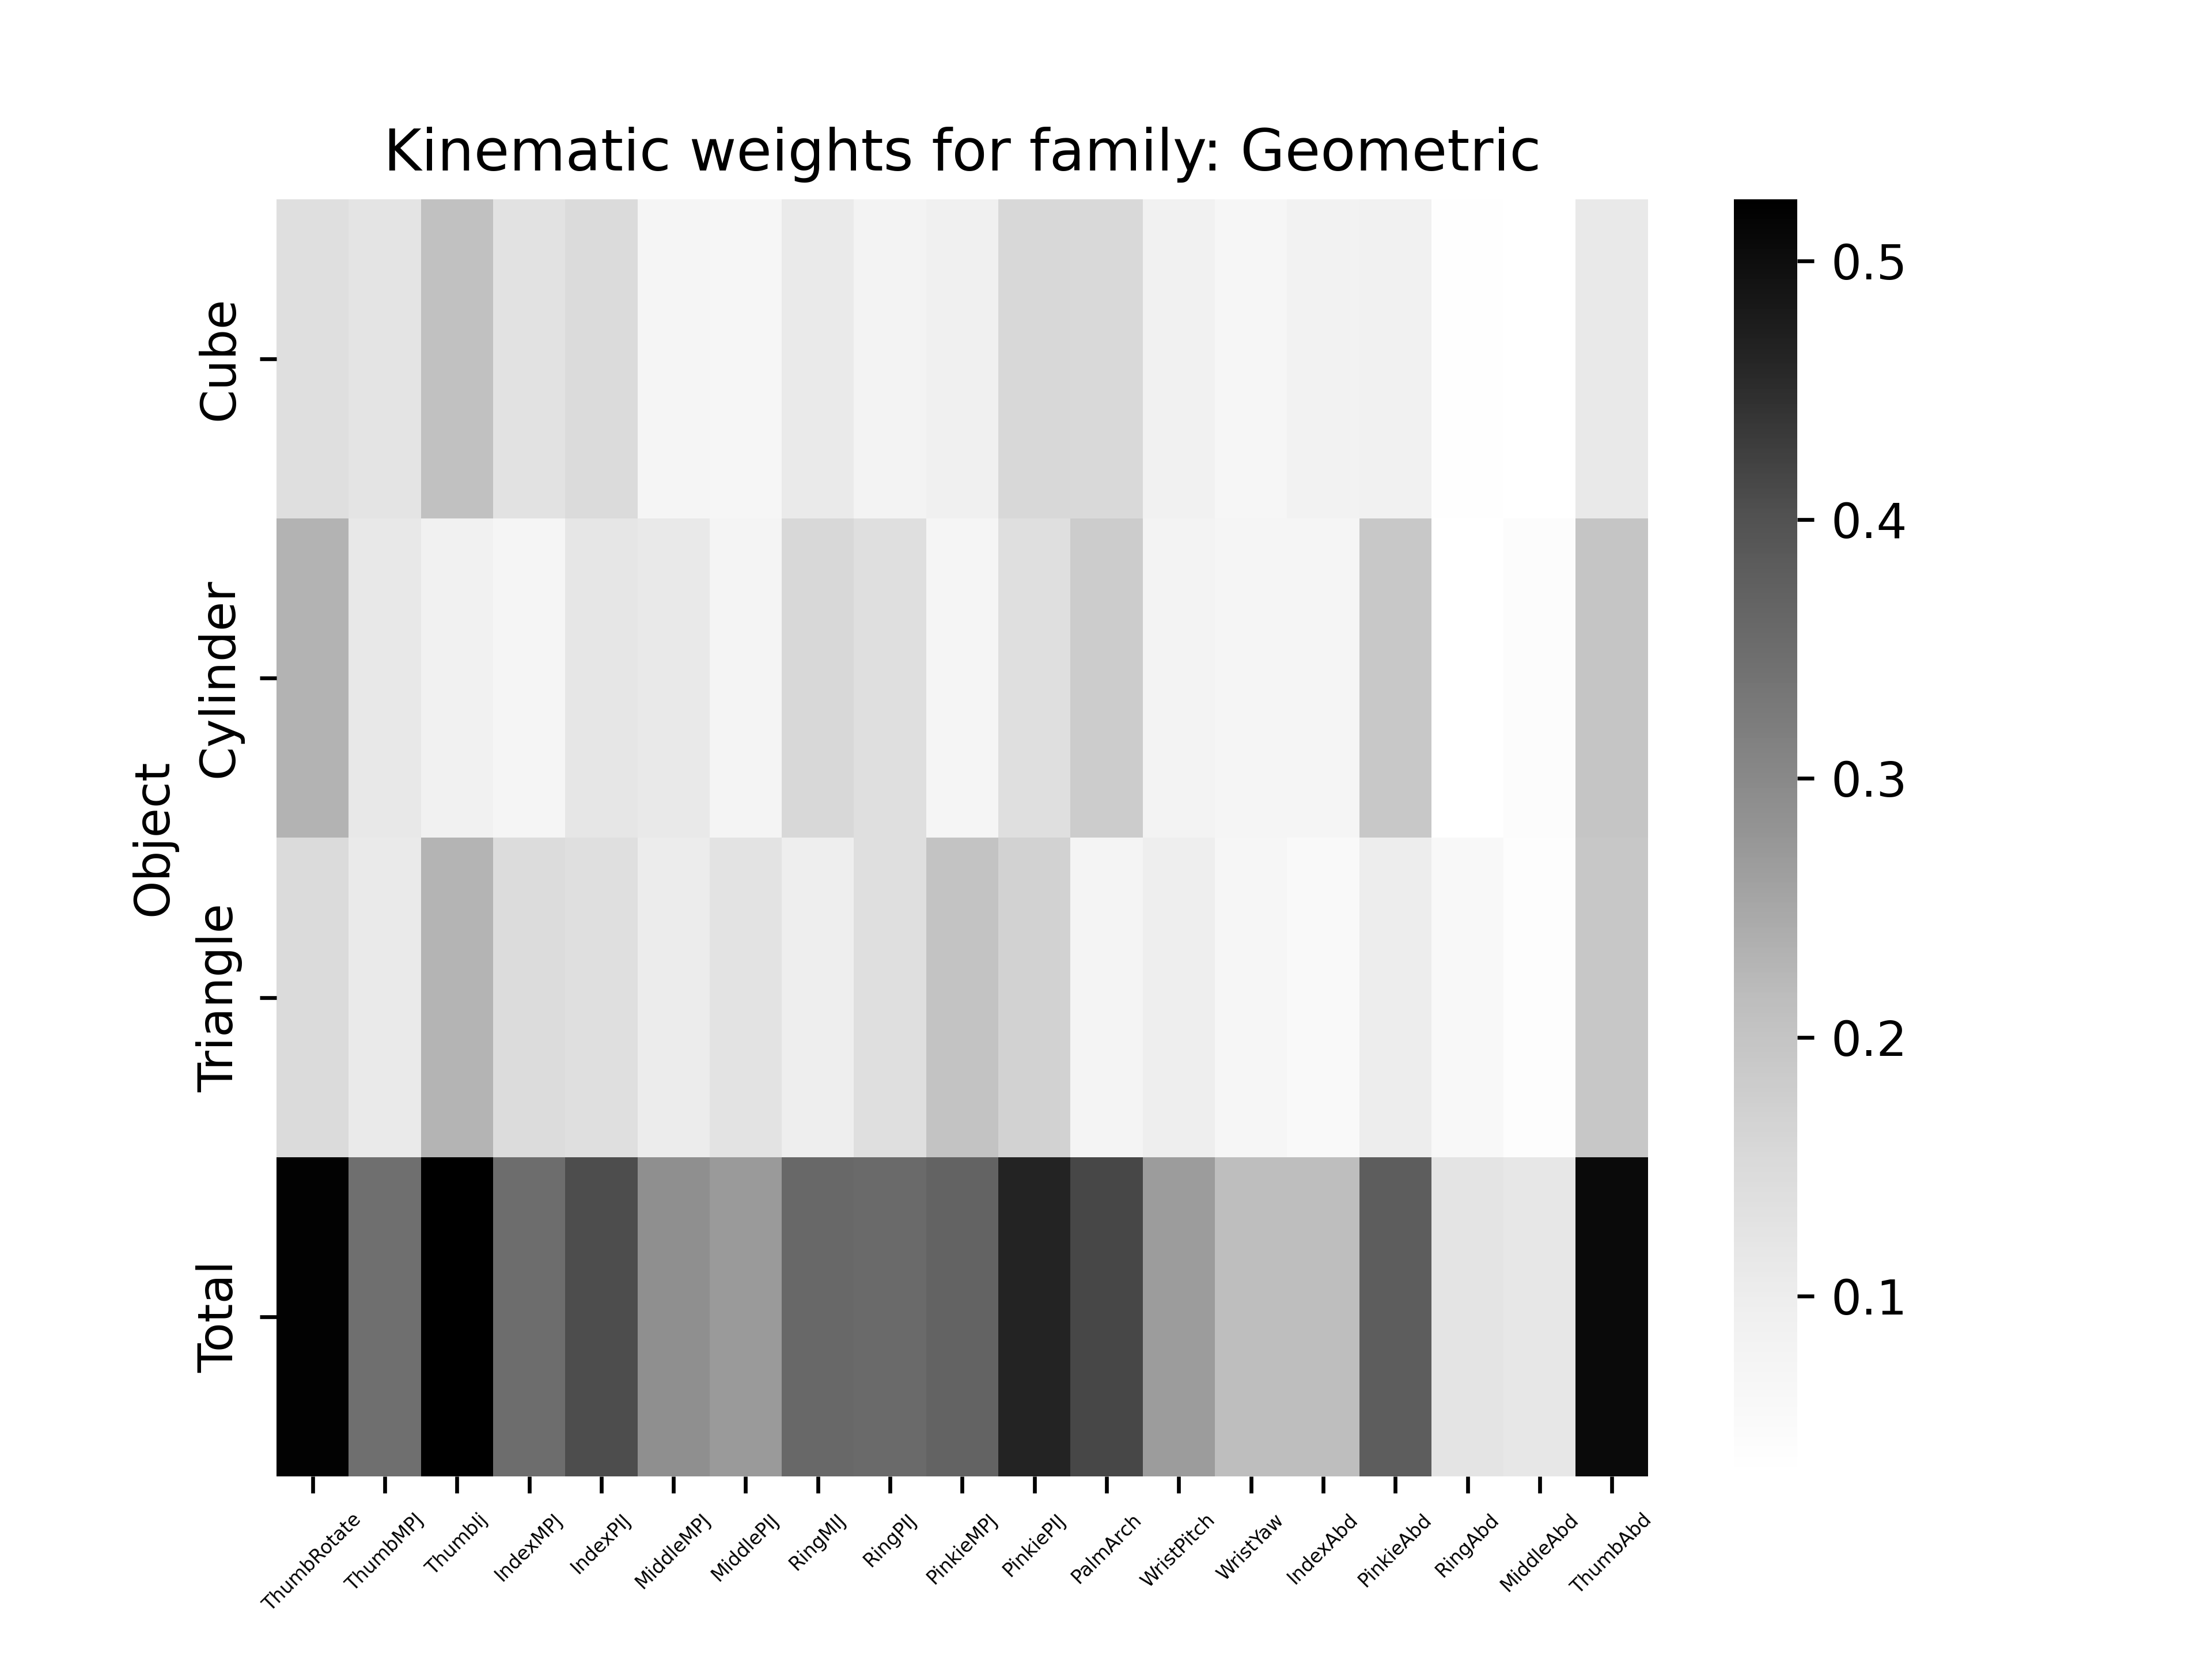 Kinematic weights for family: Geometric
Object
Cube
Cylinder
Triangle
Total
ThumbRotate
ThumbMPJ
ThumbIj
IndexMPJ
IndexPIJ
MiddleMPJ
MiddlePIJ
RingMIJ
RingPIJ
PinkieMPJ
PinkiePIJ
PalmArch
WristPitch
WristYaw
IndexAbd
PinkieAbd
RingAbd
MiddleAbd
ThumbAbd
0.5
0.4
0.3
0.2
0.1